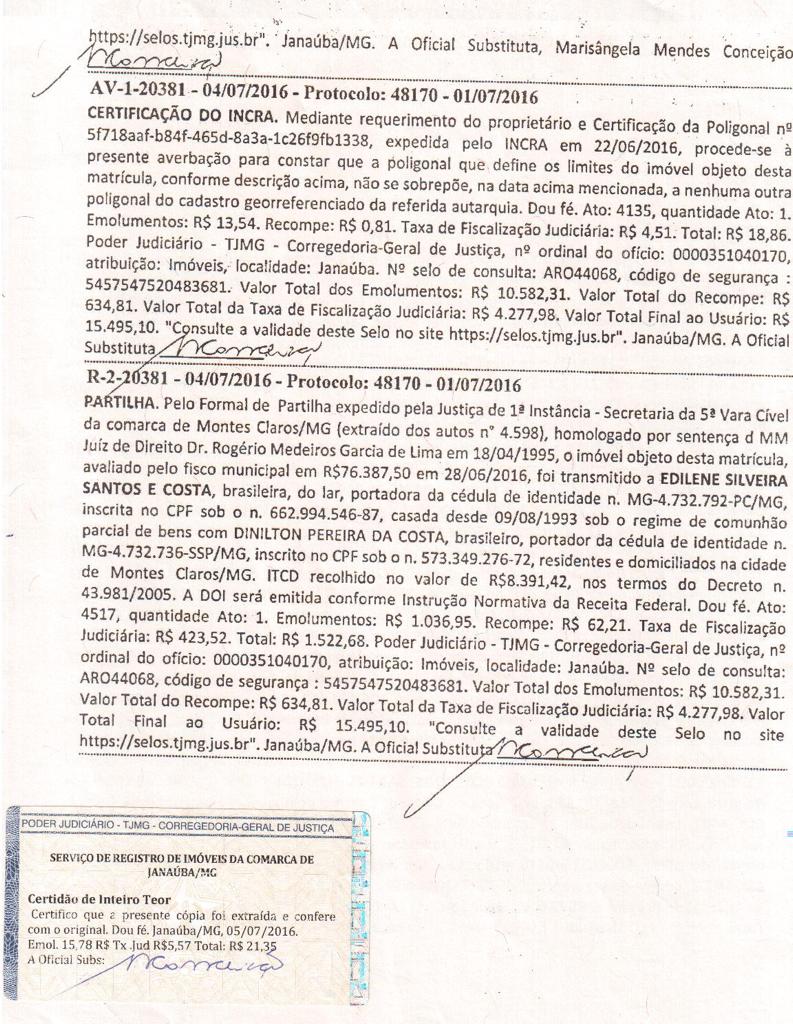 https://selos.tjmg.jus.br". Janaúba/MG. A Oficial Substituta, Marisângela Mendes Conceição
AV-1-20381 - 04/07/2016 - Protocolo: 48170 - 01/07/2016
CERTIFICAÇÃO DO INCRA. Mediante requerimento do proprietário e Certificação da Poligonal nº
5f718aaf-b84f-465d-8a3a-1c26f9fb1338, expedida pelo INCRA em 22/06/2016, procede-se à
presente averbação para constar que a poligonal que define os limites do imóvel objeto desta
matrícula, conforme descrição acima, não se sobrepõe, na data acima mencionada, a nenhuma outra
poligonal do cadastro georreferenciado da referida autarquia. Dou fé. Ato: 4135, quantidade Ato: 1.
Emolumentos: R$ 13,54. Recompe: R$ 0,81. Taxa de Fiscalização Judiciária: R$ 4,51. Total: R$ 18,86.
Poder Judiciário - TJMG - Corregedoria-Geral de Justiça, nº ordinal do ofício: 0000351040170,
atribuição: Imóveis, localidade: Janaúba. Nº selo de consulta: ARO44068, código de segurança :
5457547520483681. Valor Total dos Emolumentos: R$ 10.582,31. Valor Total do Recompe: R$
634,81. Valor Total da Taxa de Fiscalização Judiciária: R$ 4.277,98. Valor Total Final ao Usuário: R$
15.495,10. "Consulte a validade deste Selo no site https://selos.tjmg.jus.br". Janaúba/MG. A Oficial
Substituta
R-2-20381 - 04/07/2016 - Protocolo: 48170 - 01/07/2016
PARTILHA. Pelo Formal de Partilha expedido pela Justiça de 1ª Instância - Secretaria da 5ª Vara Cível
da comarca de Montes Claros/MG (extraído dos autos n° 4.598), homologado por sentença d MM
Juiz de Direito Dr. Rogério Medeiros Garcia de Lima em 18/04/1995, o imóvel objeto desta matrícula,
avaliado pelo fisco municipal em R$76.387,50 em 28/06/2016, foi transmitido a EDILENE SILVEIRA
SANTOS E COSTA, brasileira, do lar, portadora da cédula de identidade n. MG-4.732.792-PC/MG,
inscrita no CPF sob o n. 662.994.546-87, casada desde 09/08/1993 sob o regime de comunhão
parcial de bens com DINILTON PEREIRA DA COSTA, brasileiro, portador da cédula de identidade n.
MG-4.732.736-SSP/MG, inscrito no CPF sob o n. 573.349.276-72, residentes e domiciliados na cidade
de Montes Claros/MG. ITCD recolhido no valor de R$8.391,42, nos termos do Decreto n.
43.981/2005. A DOI será emitida conforme Instrução Normativa da Receita Federal. Dou fé. Ato:
4517, quantidade Ato: 1. Emolumentos: R$ 1.036,95. Recompe: R$ 62,21. Taxa de Fiscalização
Judiciária: R$ 423,52. Total: R$ 1.522,68. Poder Judiciário - TJMG - Corregedoria-Geral de Justiça, nº
ordinal do ofício: 0000351040170, atribuição: Imóveis, localidade: Janaúba. Nº selo de consulta:
ARO44068, código de segurança : 5457547520483681. Valor Total dos Emolumentos: R$ 10.582,31.
Valor Total do Recompe: R$ 634,81. Valor Total da Taxa de Fiscalização Judiciária: R$ 4.277,98. Valor
Total Final ao Usuário: R$ 15.495,10. "Consulte a validade deste Selo no site
https://selos.tjmg.jus.br". Janaúba/MG. A Oficial Substituta
PODER JUDICIÁRIO - TJMG - CORREGEDORIA-GERAL DE JUSTIÇA
SERVIÇO DE REGISTRO DE IMÓVEIS DA COMARCA DE
JANAÚBA/MG
Certidão de Inteiro Teor
Certifico que a presente cópia foi extraída e confere
com o original. Dou fé. Janaúba/MG, 05/07/2016.
Emol. 15,78 R$ Tx .Jud R$5,57 Total: R$ 21,35
A Oficial Subs: